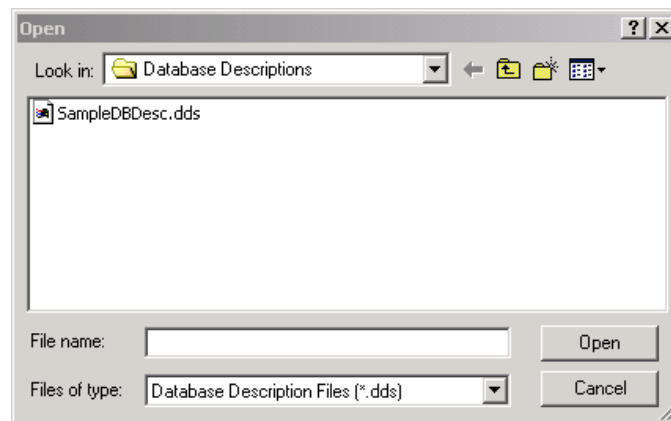 Open
Look in: Database Descriptions
SampleDBDesc.dds
File name: Open
Files of type: Database Description Files (*.dds) Cancel